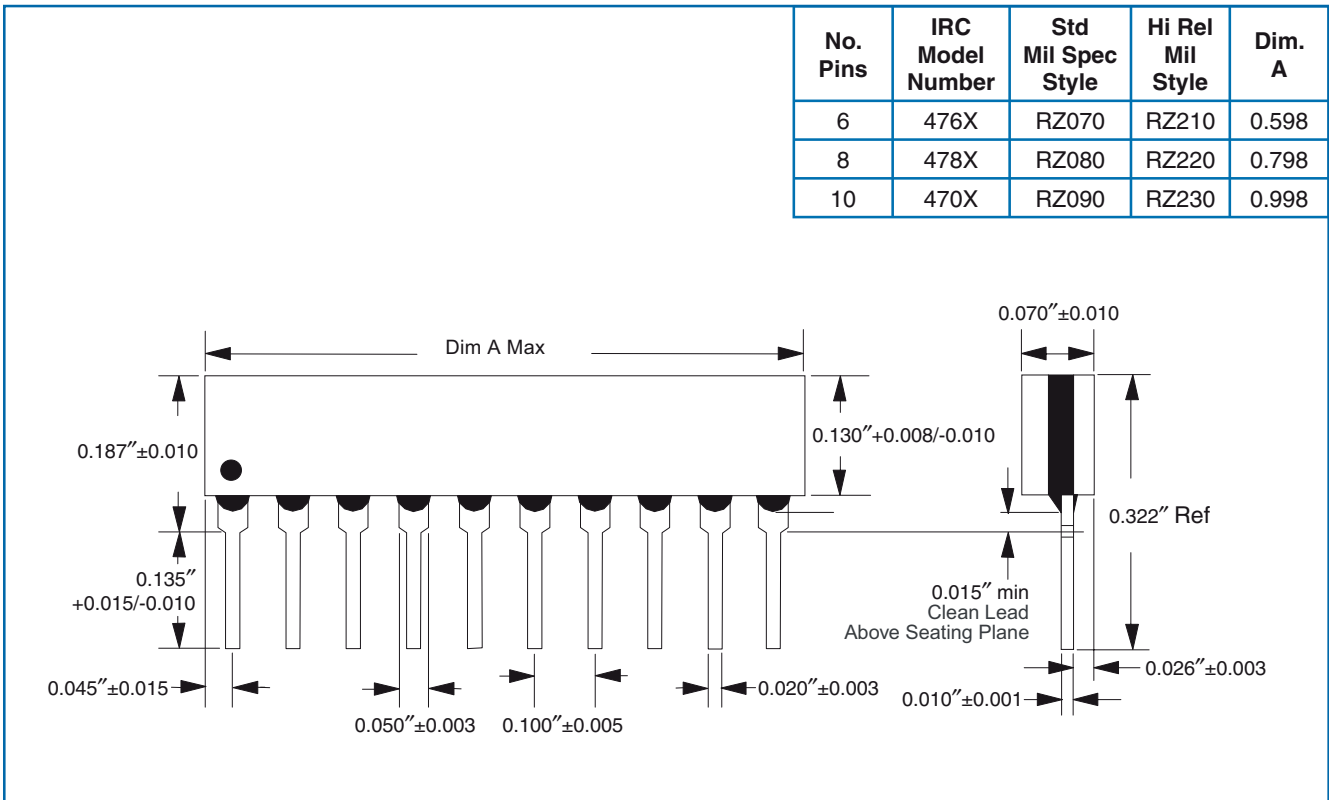 No. Pins
IRC Model Number
Std Mil Spec Style
Hi Rel Mil Style
Dim. A
6 476X RZ070 RZ210 0.598
8 478X RZ080 RZ220 0.798
10 470X RZ090 RZ230 0.998
0.070″±0.010
Dim A Max
0.187″±0.010
0.130″+0.008/-0.010
0.322″ Ref
0.135″
+0.015/-0.010
0.015″ min
Clean Lead
Above Seating Plane
0.045″±0.015
0.050″±0.003
0.100″±0.005
0.020″±0.003
0.010″±0.001
0.026″±0.003